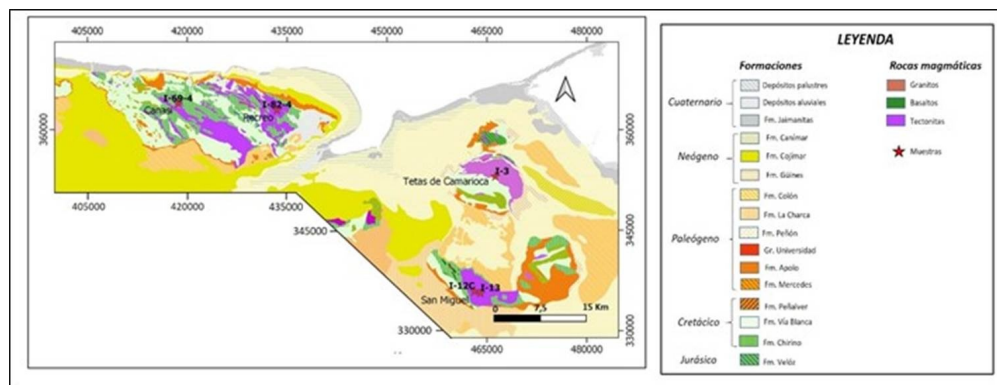 405000 420000 435000 450000 465000 480000
360000
I-69-4
Canasí
I-82-4
Recreo
360000
I-3
Tetas de Camarioca
405000 420000 435000
345000
345000
I-12C
I-13
San Miguel
0 7,5 15 Km
330000
330000
465000 480000
LEYENDA
Formaciones
Cuaternario
Depósitos palustres
Depósitos aluviales
Fm. Jaimanitas
Neógeno
Fm. Canimar
Fm. Cojimar
Fm. Güines
Paleógeno
Fm. Colón
Fm. La Charca
Fm. Peñón
Gr. Universidad
Fm. Apolo
Fm. Mercedes
Cretácico
Fm. Peñalver
Fm. Vía Blanca
Fm. Chirino
Jurásico
Fm. Veloz
Rocas magmáticas
Granitos
Basaltos
Tectonitas
Muestras